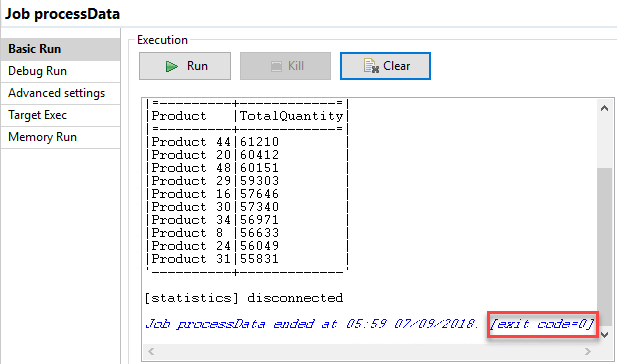 Job processData
Basic Run
Debug Run
Advanced settings
Target Exec
Memory Run
Execution
Run
Kill
Clear
|=----------+------------=|
|Product   |TotalQuantity|
|=----------+------------=|
|Product 44|61210        |
|Product 20|60412        |
|Product 48|60151        |
|Product 29|59303        |
|Product 16|57646        |
|Product 30|57340        |
|Product 34|56971        |
|Product 8 |56633        |
|Product 24|56049        |
|Product 31|55831        |
'----------+-------------'
[statistics] disconnected
Job processData ended at 05:59 07/09/2018. [exit code=0]